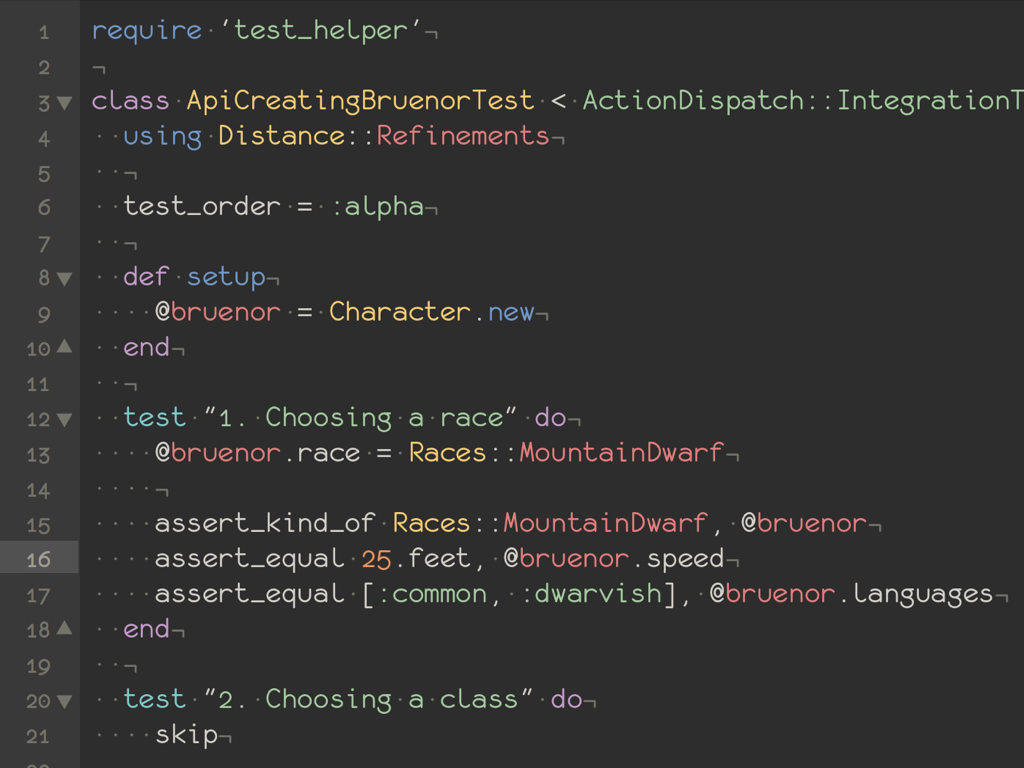 1 require 'test_helper'¬
2 ¬
3 class ApiCreatingBruenorTest < ActionDispatch::IntegrationT
4   using Distance::Refinements¬
5   ¬
6   test_order = :alpha¬
7   ¬
8   def setup¬
9     @bruenor = Character.new¬
10   end¬
11   ¬
12   test "1. Choosing a race" do¬
13     @bruenor.race = Races::MountainDwarf¬
14     ¬
15     assert_kind_of Races::MountainDwarf, @bruenor¬
16     assert_equal 25.feet, @bruenor.speed¬
17     assert_equal [:common, :dwarvish], @bruenor.languages¬
18   end¬
19   ¬
20   test "2. Choosing a class" do¬
21     skip¬